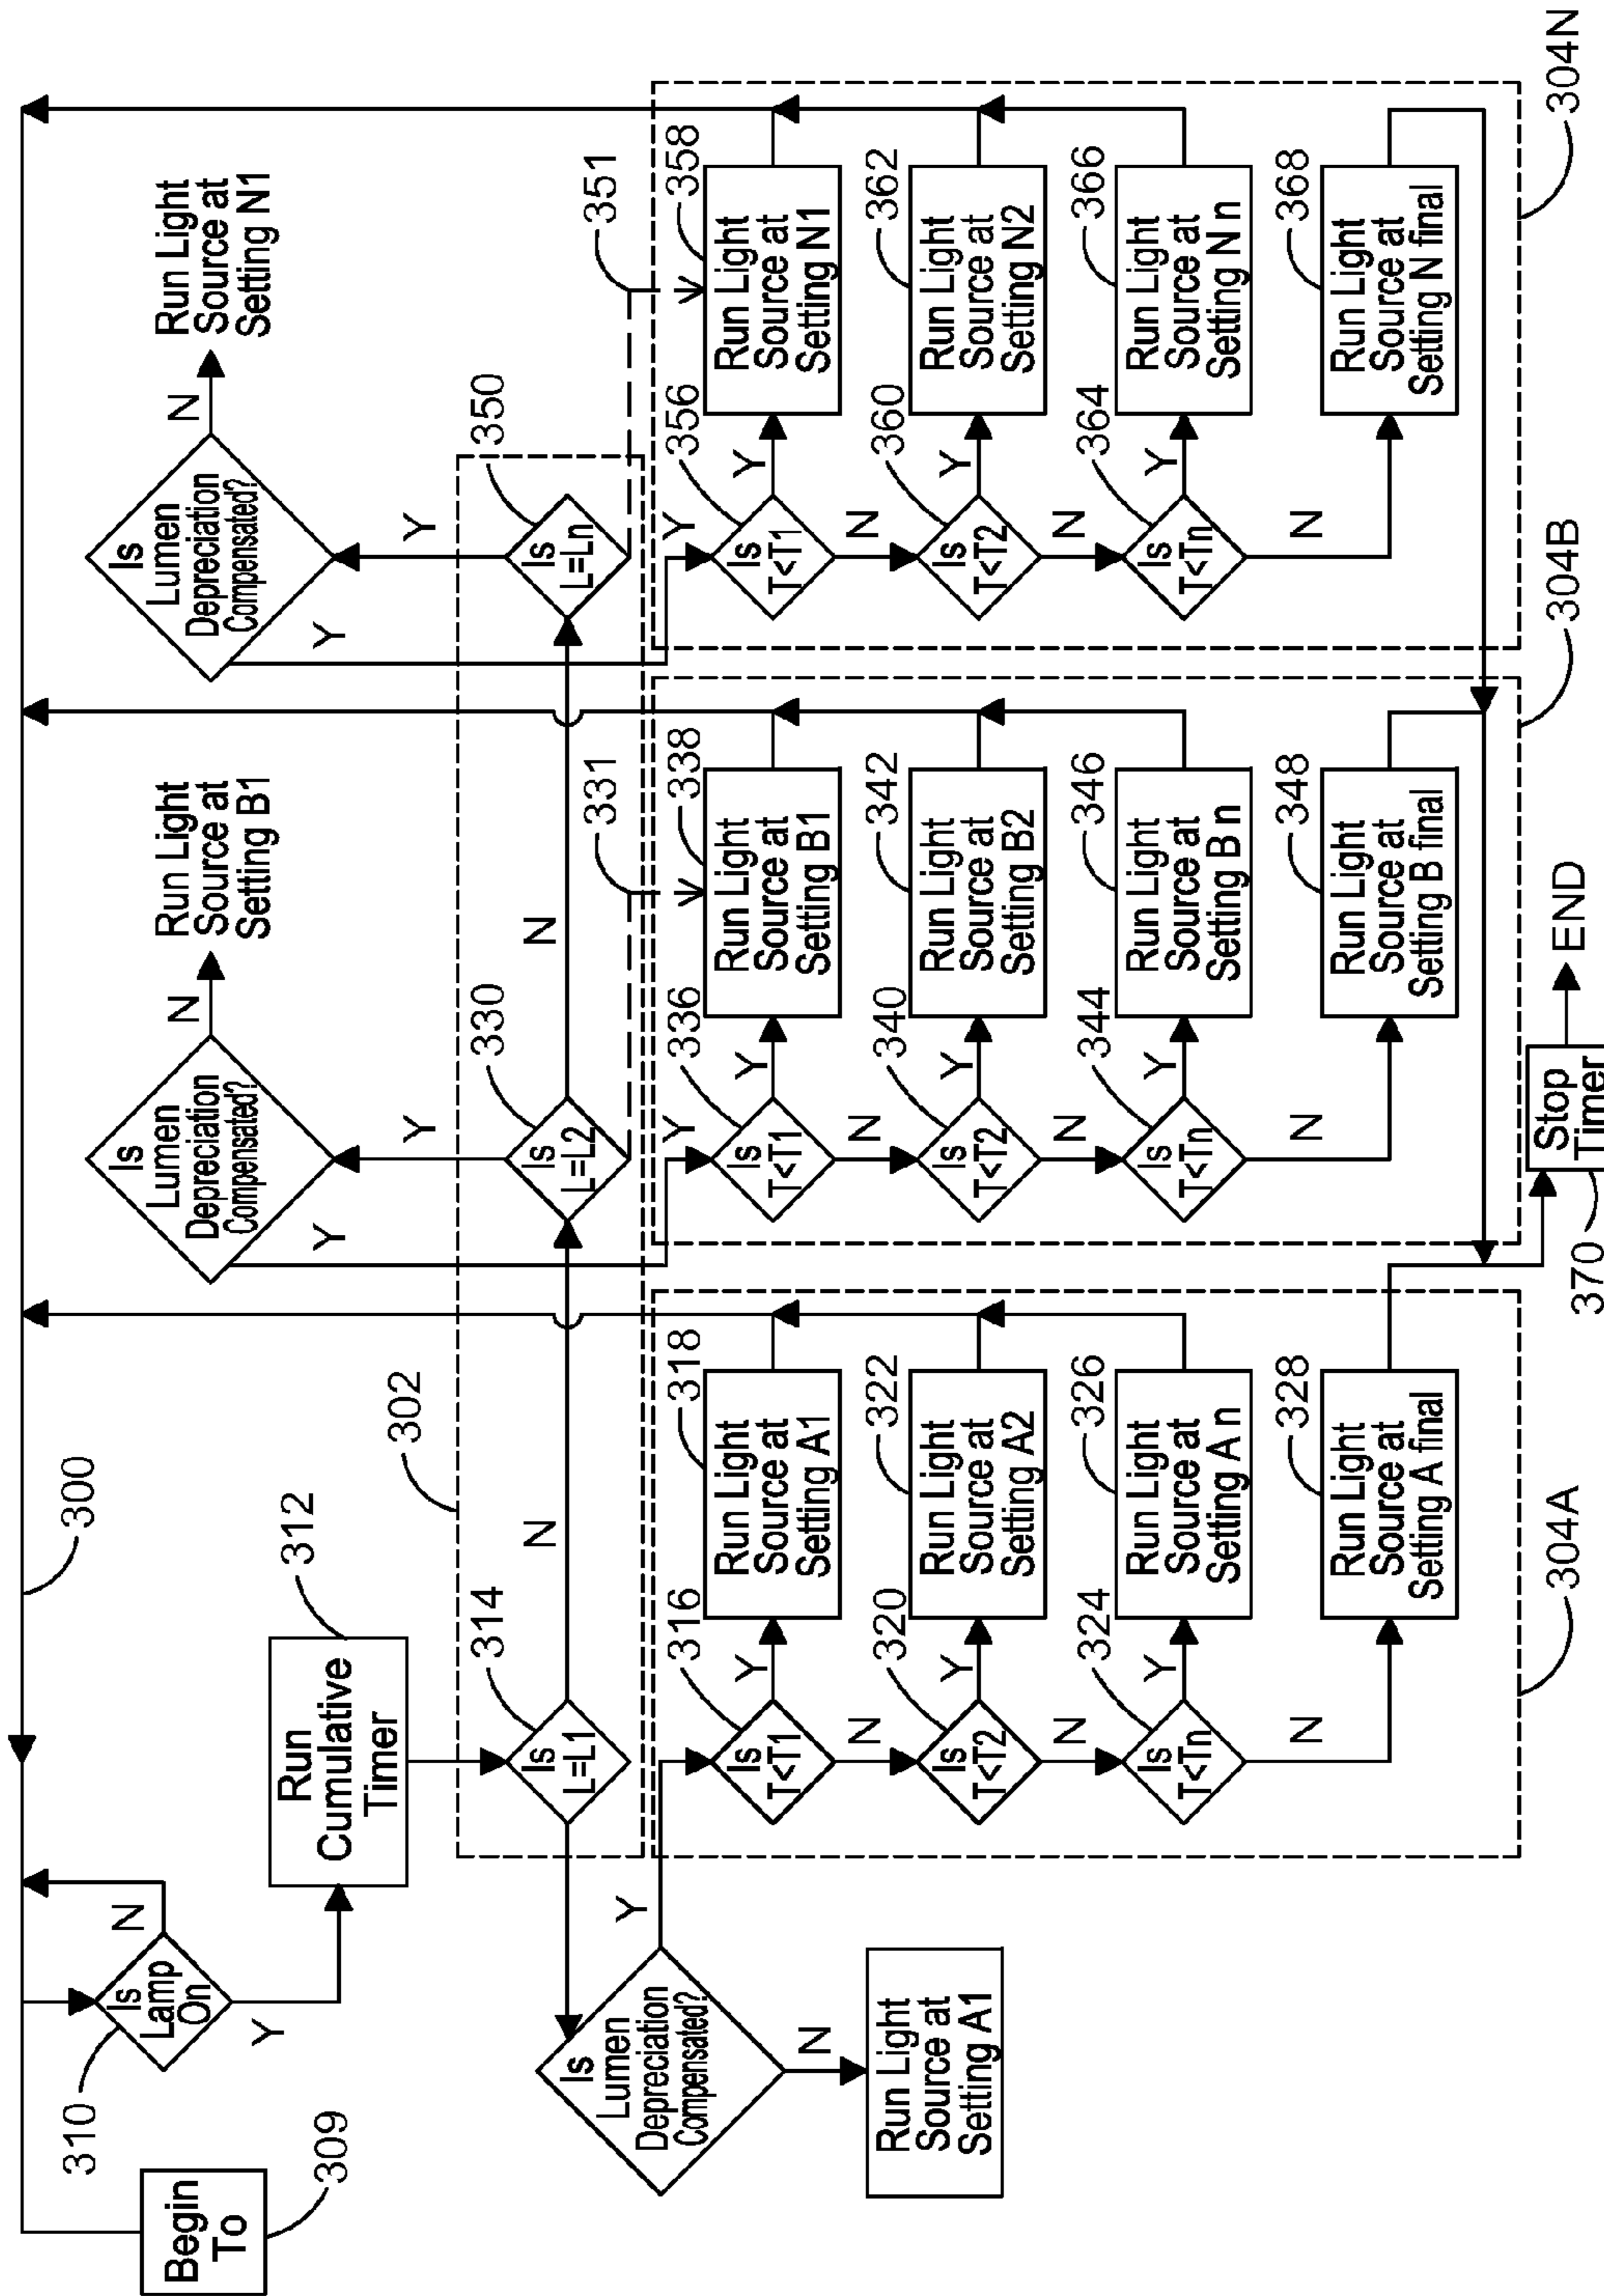 300
Begin
To
309
310
Is
Lamp
On
N
Y
Run
Cumulative
Timer
312
302
314
Is
L=L1
N
Is
Lumen
Depreciation
Compensated?
Y
N
Run Light
Source at
Setting A1
316
Is
T<T1
Y
318
Run Light
Source at
Setting A1
N
320
Is
T<T2
Y
322
Run Light
Source at
Setting A2
N
324
Is
T<Tn
Y
326
Run Light
Source at
Setting A n
N
328
Run Light
Source at
Setting A final
304A
Is
Lumen
Depreciation
Compensated?
N
Run Light
Source at
Setting B1
Y
Y
330
Is
L=L2
N
331
Y
336
Is
T<T1
Y
338
Run Light
Source at
Setting B1
N
340
Is
T<T2
Y
342
Run Light
Source at
Setting B2
N
344
Is
T<Tn
Y
346
Run Light
Source at
Setting B n
N
348
Run Light
Source at
Setting B final
304B
Is
Lumen
Depreciation
Compensated?
N
Run Light
Source at
Setting N1
Y
Y
350
Is
L=Ln
351
Y
356
Is
T<T1
Y
358
Run Light
Source at
Setting N1
N
360
Is
T<T2
Y
362
Run Light
Source at
Setting N2
N
364
Is
T<Tn
Y
366
Run Light
Source at
Setting N n
N
368
Run Light
Source at
Setting N final
304N
370
Stop
Timer
END